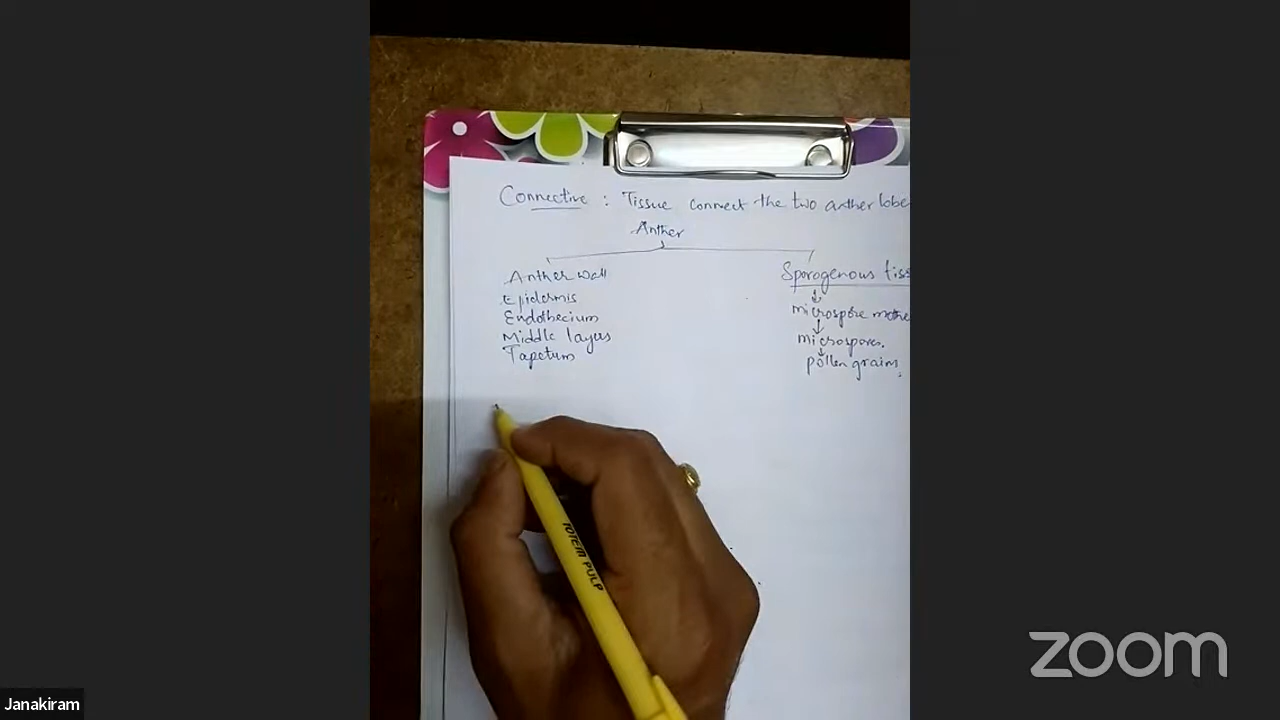 Connective : Tissue connect the two anther lobe
Anther
Anther wall
Epidermis
Endothecium
Middle layers
Tapetum
Sporogenous tiss
microspore mothe
microspores.
pollen grains,
TOTEM PULP
zoom
Janakiram